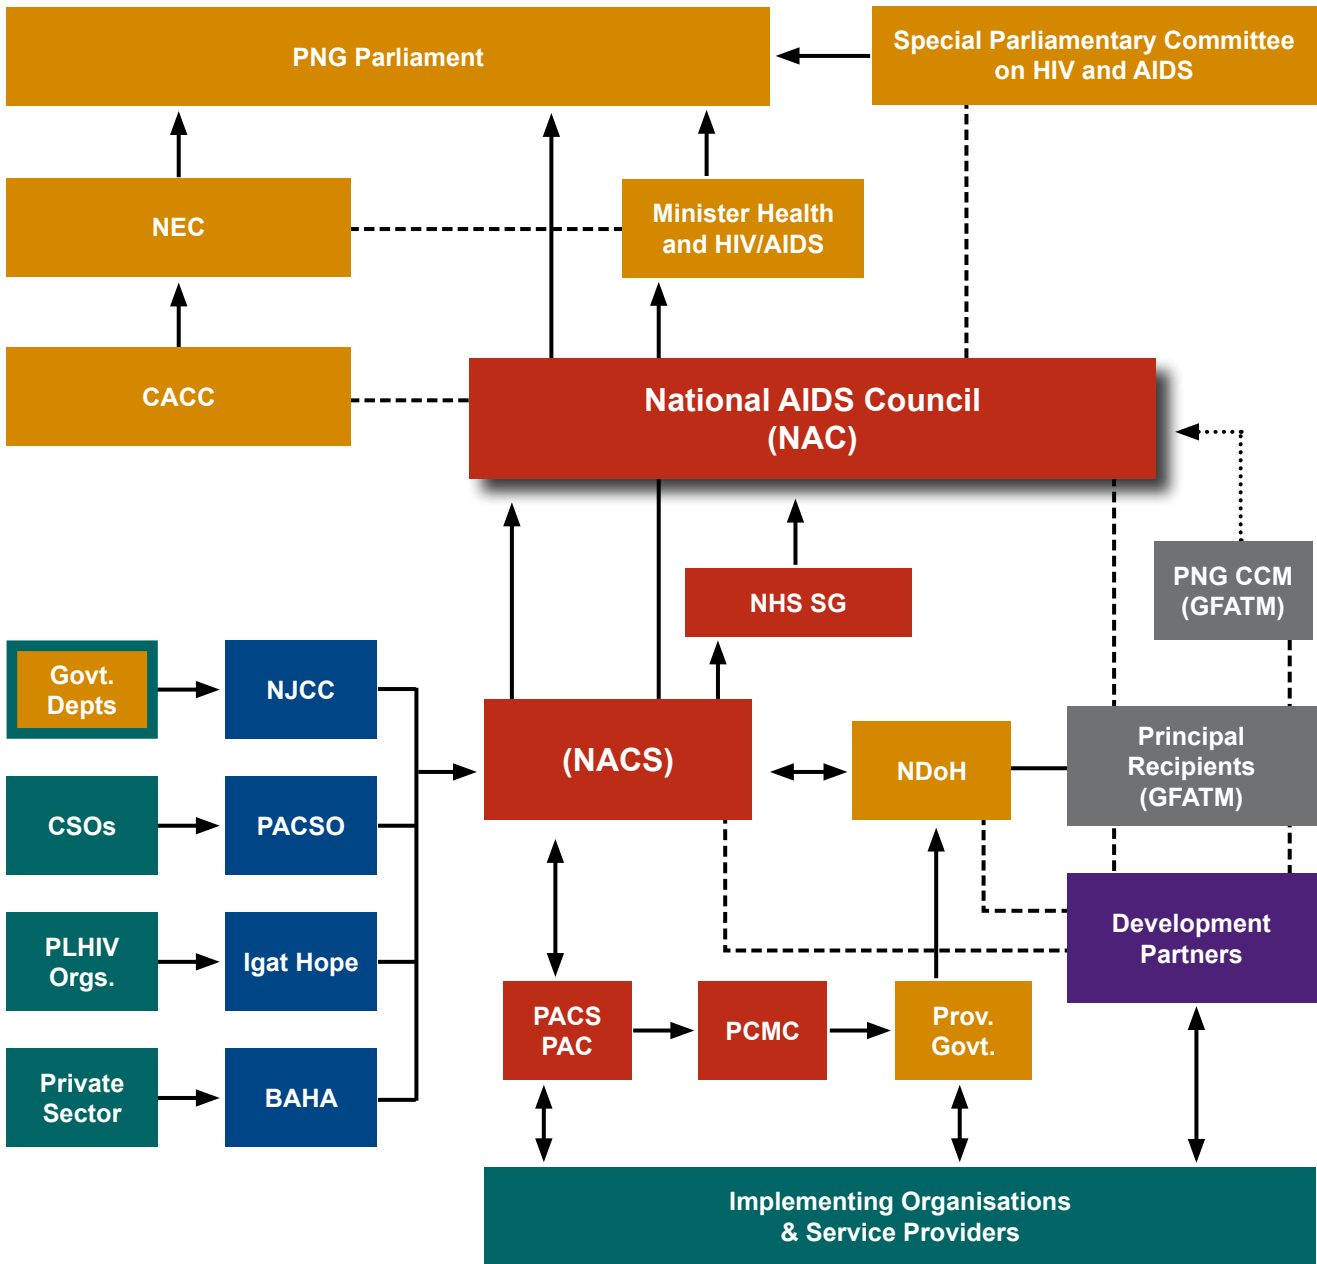 PNG Parliament
Special Parliamentary Committee
on HIV and AIDS
NEC
Minister Health
and HIV/AIDS
CACC
National AIDS Council
(NAC)
PNG CCM
(GFATM)
NHS SG
Govt.
Depts
NJCC
(NACS)
NDoH
Principal
Recipients
(GFATM)
CSOs
PACSO
PLHIV
Orgs.
Igat Hope
Development
Partners
PACS
PAC
PCMC
Prov.
Govt.
Private
Sector
BAHA
Implementing Organisations
& Service Providers